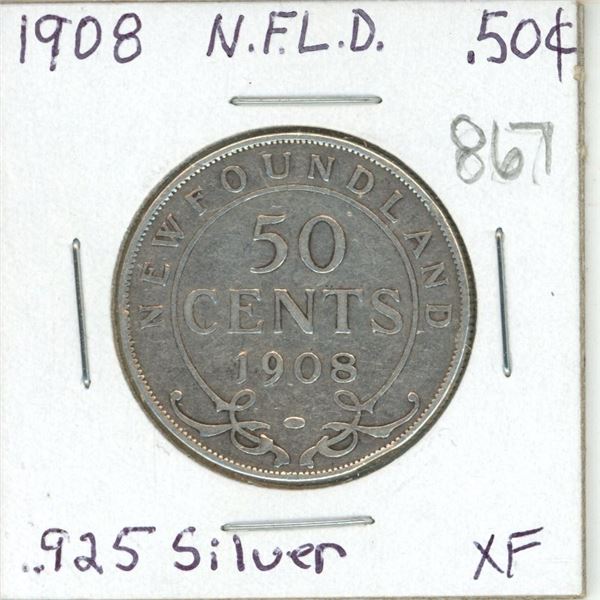 1908 N.F.L.D. .50¢
867
NEWFOUNDLAND
50
CENTS
1908
.925 Silver XF